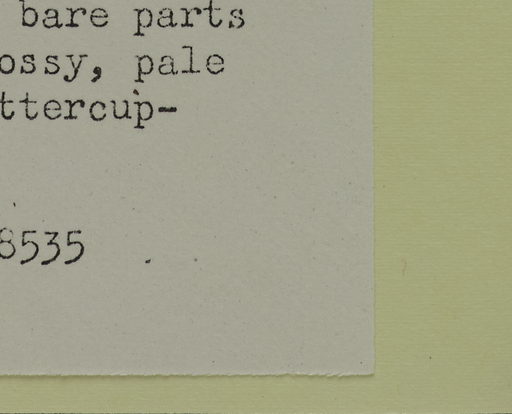 bare parts
ossy, pale
ttercup-
8535